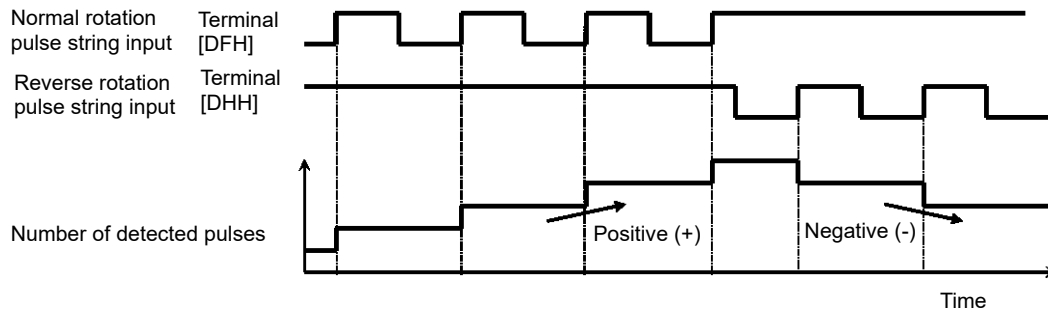 Normal rotation
pulse string input
Terminal
[DFH]
Reverse rotation
pulse string input
Terminal
[DHH]
Number of detected pulses
Positive (+)
Negative (-)
Time